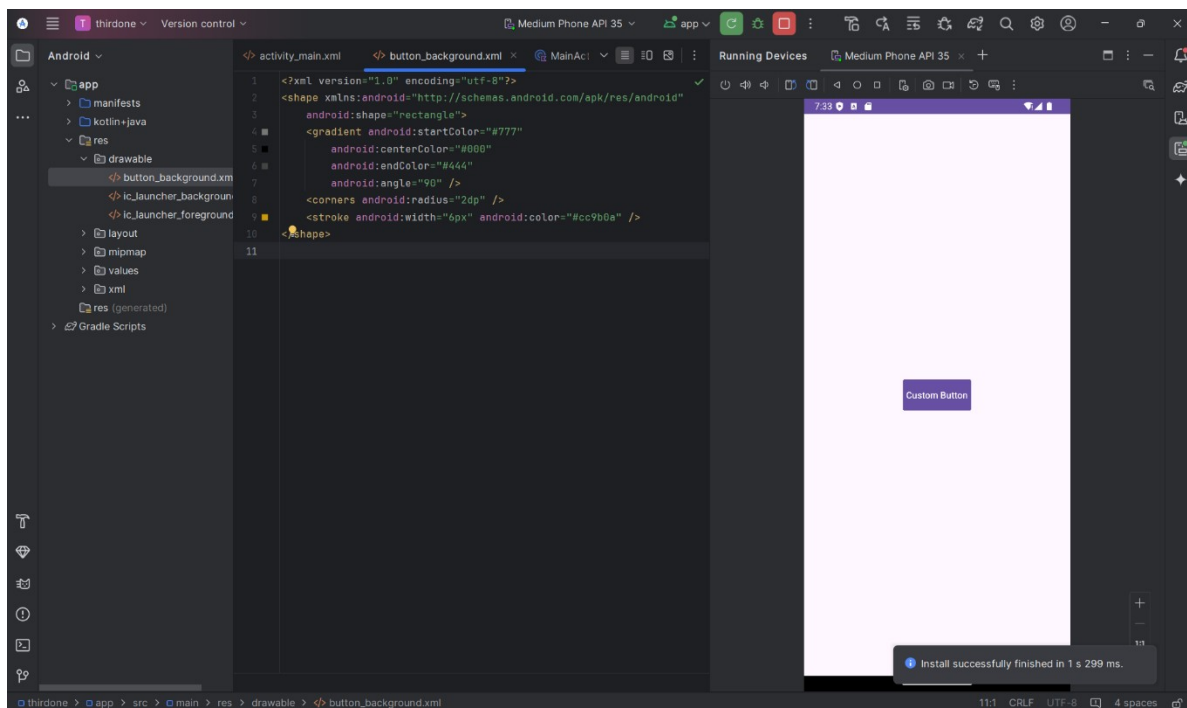 T thirdone Version control Medium Phone API 35 app
Android activity_main.xml </> button_background.xml MainAc Running Devices Medium Phone API 35
app
manifests
kotlin+java
res
drawable
</> button_background.xm
</> ic_launcher_backgroun
</> ic_launcher_foreground
layout
mipmap
values
xml
res (generated)
Gradle Scripts
1 <?xml version="1.0" encoding="utf-8"?>
2 <shape xmlns:android="http://schemas.android.com/apk/res/android"
3 android:shape="rectangle">
4 <gradient android:startColor="#777"
5 android:centerColor="#000"
6 android:endColor="#444"
7 android:angle="90" />
8 <corners android:radius="2dp" />
9 <stroke android:width="6px" android:color="#cc9b0a" />
10 </shape>
11
7:33
Custom Button
1:1
Install successfully finished in 1 s 299 ms.
thirdone > app > src > main > res > drawable > </> button_background.xml 11:1 CRLF UTF-8 4 spaces